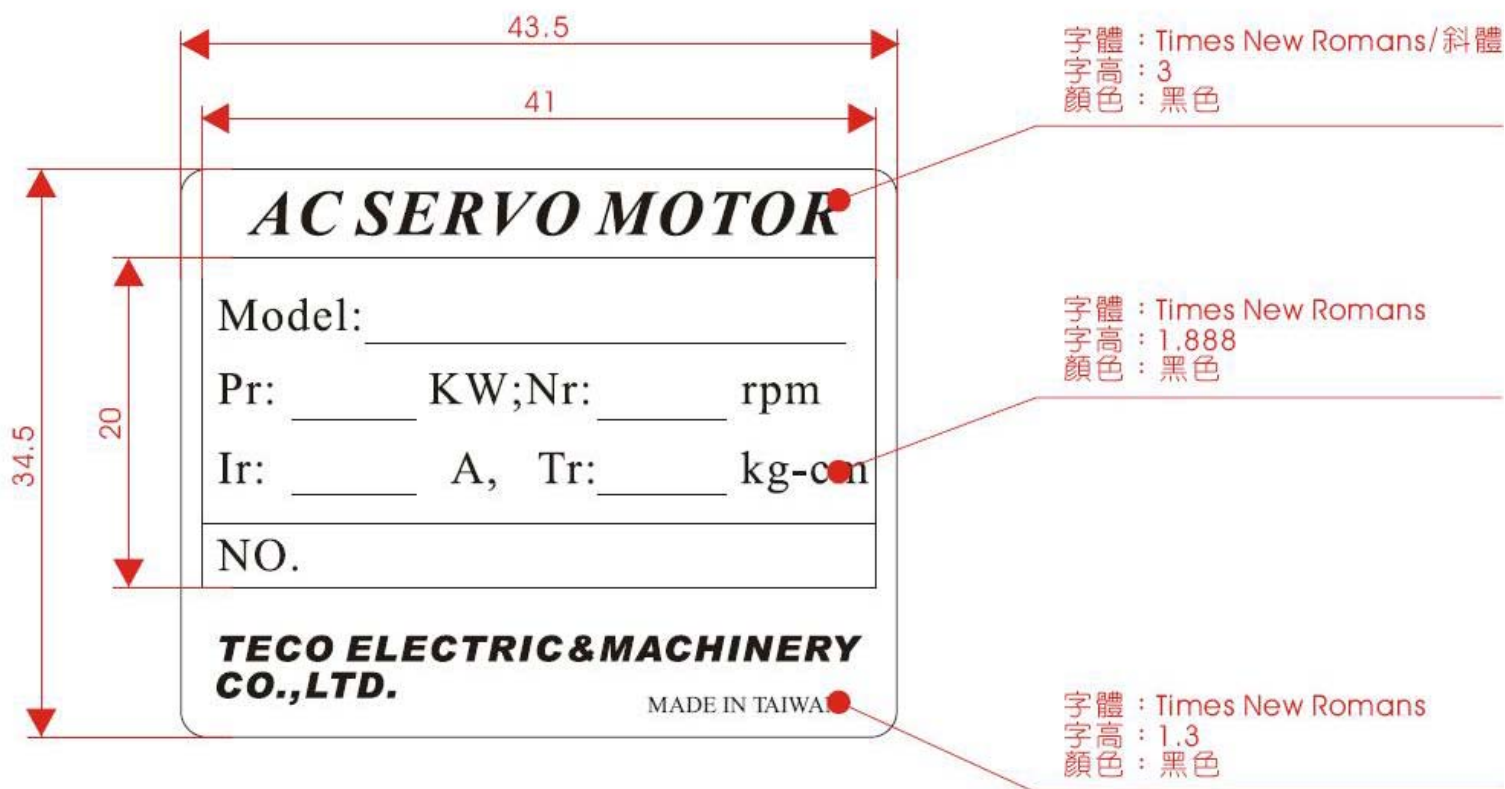 43.5
41
34.5
20
AC SERVO MOTOR
Model:
Pr: KW;Nr: rpm
Ir: A, Tr: kg-cm
NO.
TECO ELECTRIC&MACHINERY
CO.,LTD.
MADE IN TAIWAN
字體：Times New Romans/斜體
字高：3
顏色：黑色
字體：Times New Romans
字高：1.888
顏色：黑色
字體：Times New Romans
字高：1.3
顏色：黑色